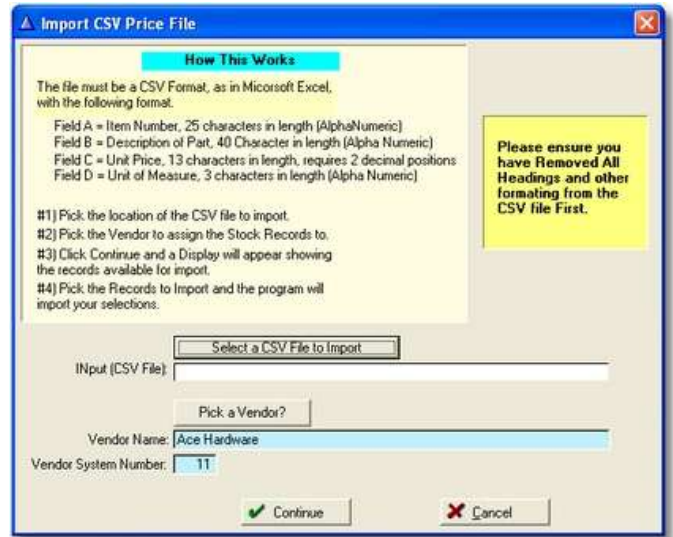 Import CSV Price File
How This Works
The file must be a CSV Format, as in Micorsoft Excel,
with the following format.
Field A = Item Number, 25 characters in length (AlphaNumeric)
Field B = Description of Part, 40 Character in length (Alpha Numeric)
Field C = Unit Price, 13 characters in length, requires 2 decimal positions
Field D = Unit of Measure, 3 characters in length (Alpha Numeric)
#1) Pick the location of the CSV file to import.
#2) Pick the Vendor to assign the Stock Records to.
#3) Click Continue and a Display will appear showing
the records available for import.
#4) Pick the Records to Import and the program will
import your selections.
Please ensure you
have Removed All
Headings and other
formating from the
CSV file First.
Select a CSV File to Import
INput (CSV File):
Pick a Vendor?
Vendor Name: Ace Hardware
Vendor System Number: 11
Continue
Cancel